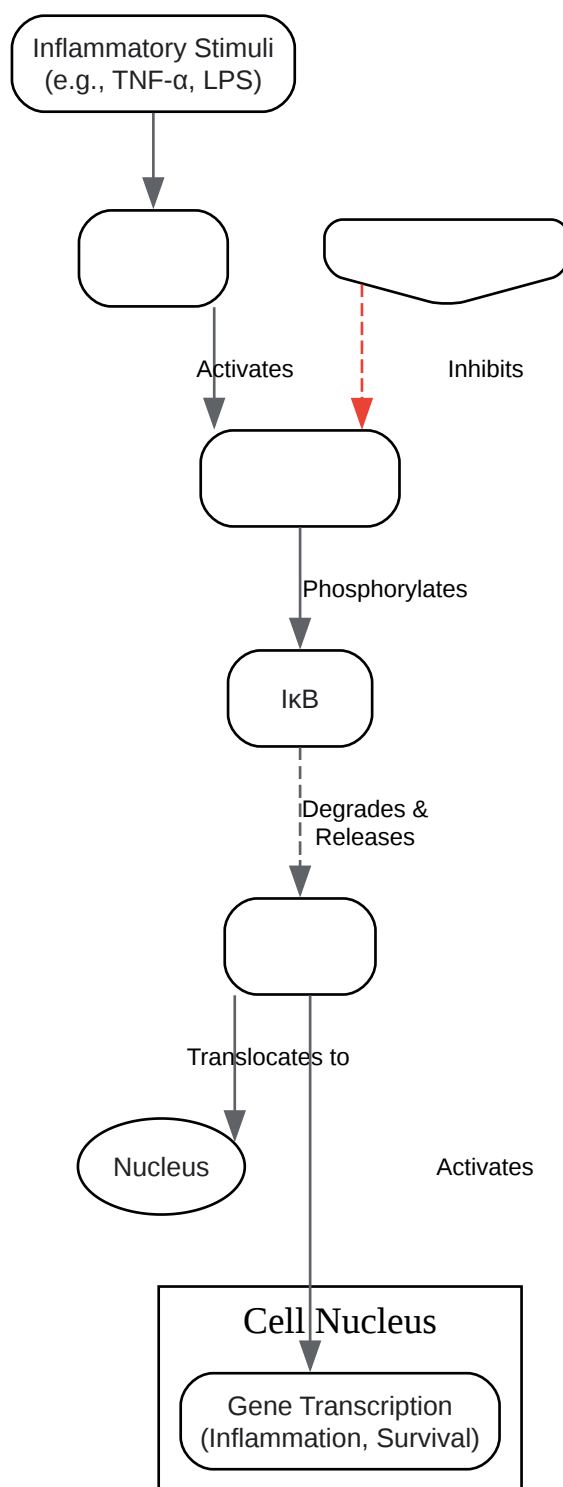 Inflammatory Stimuli
(e.g., TNF-α, LPS)
Activates
Inhibits
Phosphorylates
IκB
Degrades &
Releases
Translocates to
Nucleus
Activates
Cell Nucleus
Gene Transcription
(Inflammation, Survival)